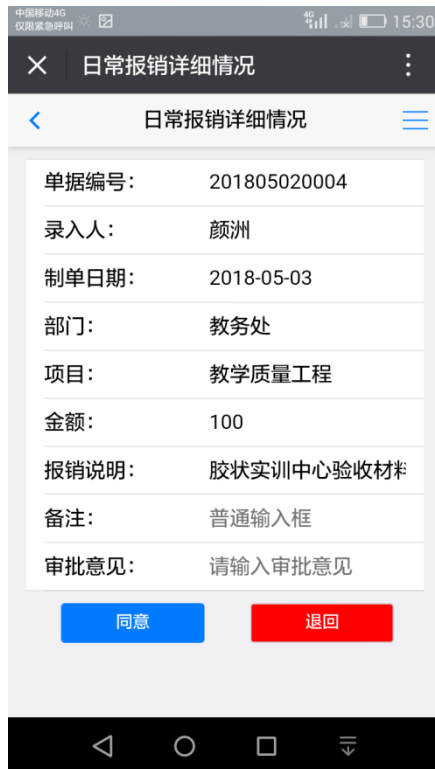 中国移动4G
仅限紧急呼叫
4G 15:30
日常报销详细情况
日常报销详细情况
单据编号： 201805020004
录入人： 颜洲
制单日期： 2018-05-03
部门： 教务处
项目： 教学质量工程
金额： 100
报销说明： 胶状实训中心验收材料
备注： 普通输入框
审批意见： 请输入审批意见
同意 退回